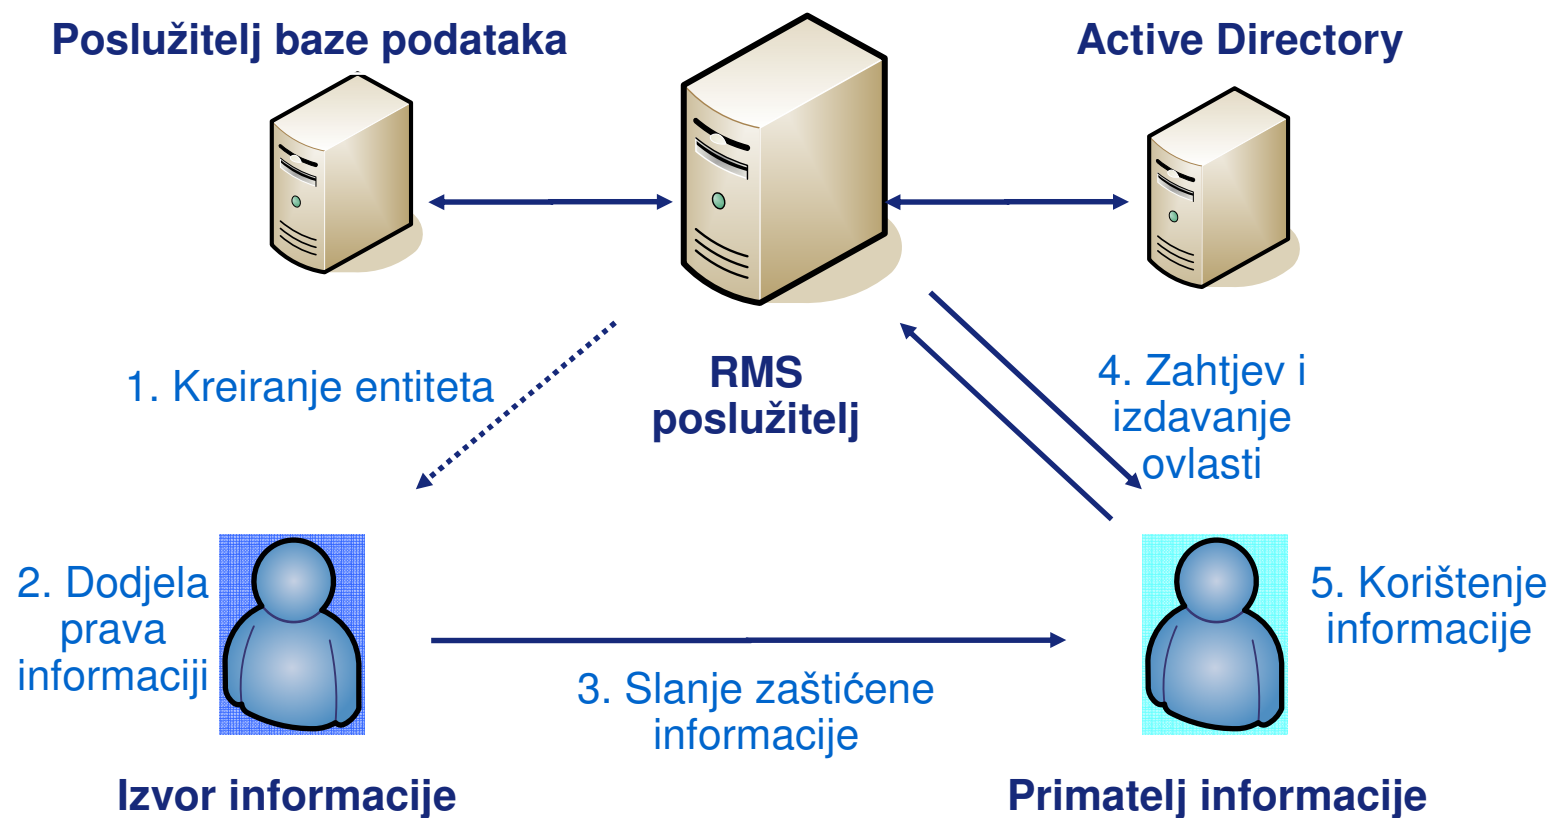 Poslužitelj baze podataka
Active Directory
1. Kreiranje entiteta
RMS
poslužitelj
4. Zahtjev i
izdavanje
ovlasti
2. Dodjela
prava
informaciji
5. Korištenje
informacije
3. Slanje zaštićene
informacije
Izvor informacije
Primatelj informacije